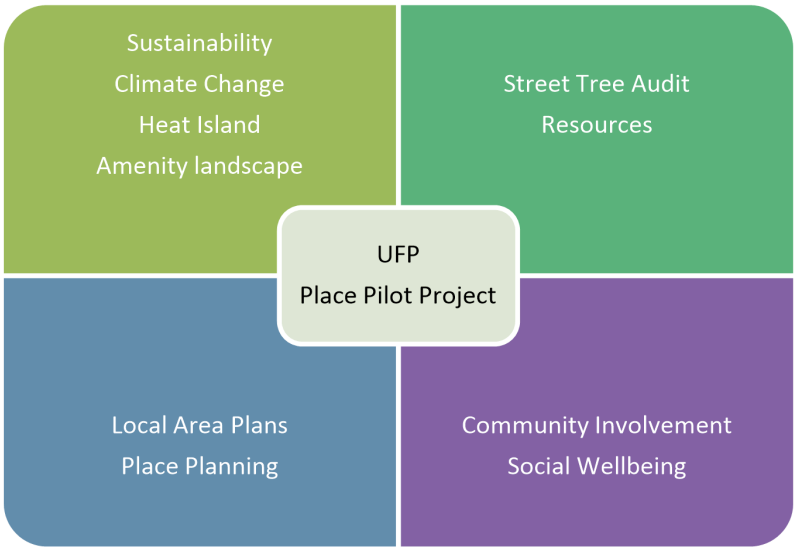 Sustainability
Climate Change
Heat Island
Amenity landscape
Street Tree Audit
Resources
UFP
Place Pilot Project
Local Area Plans
Place Planning
Community Involvement
Social Wellbeing